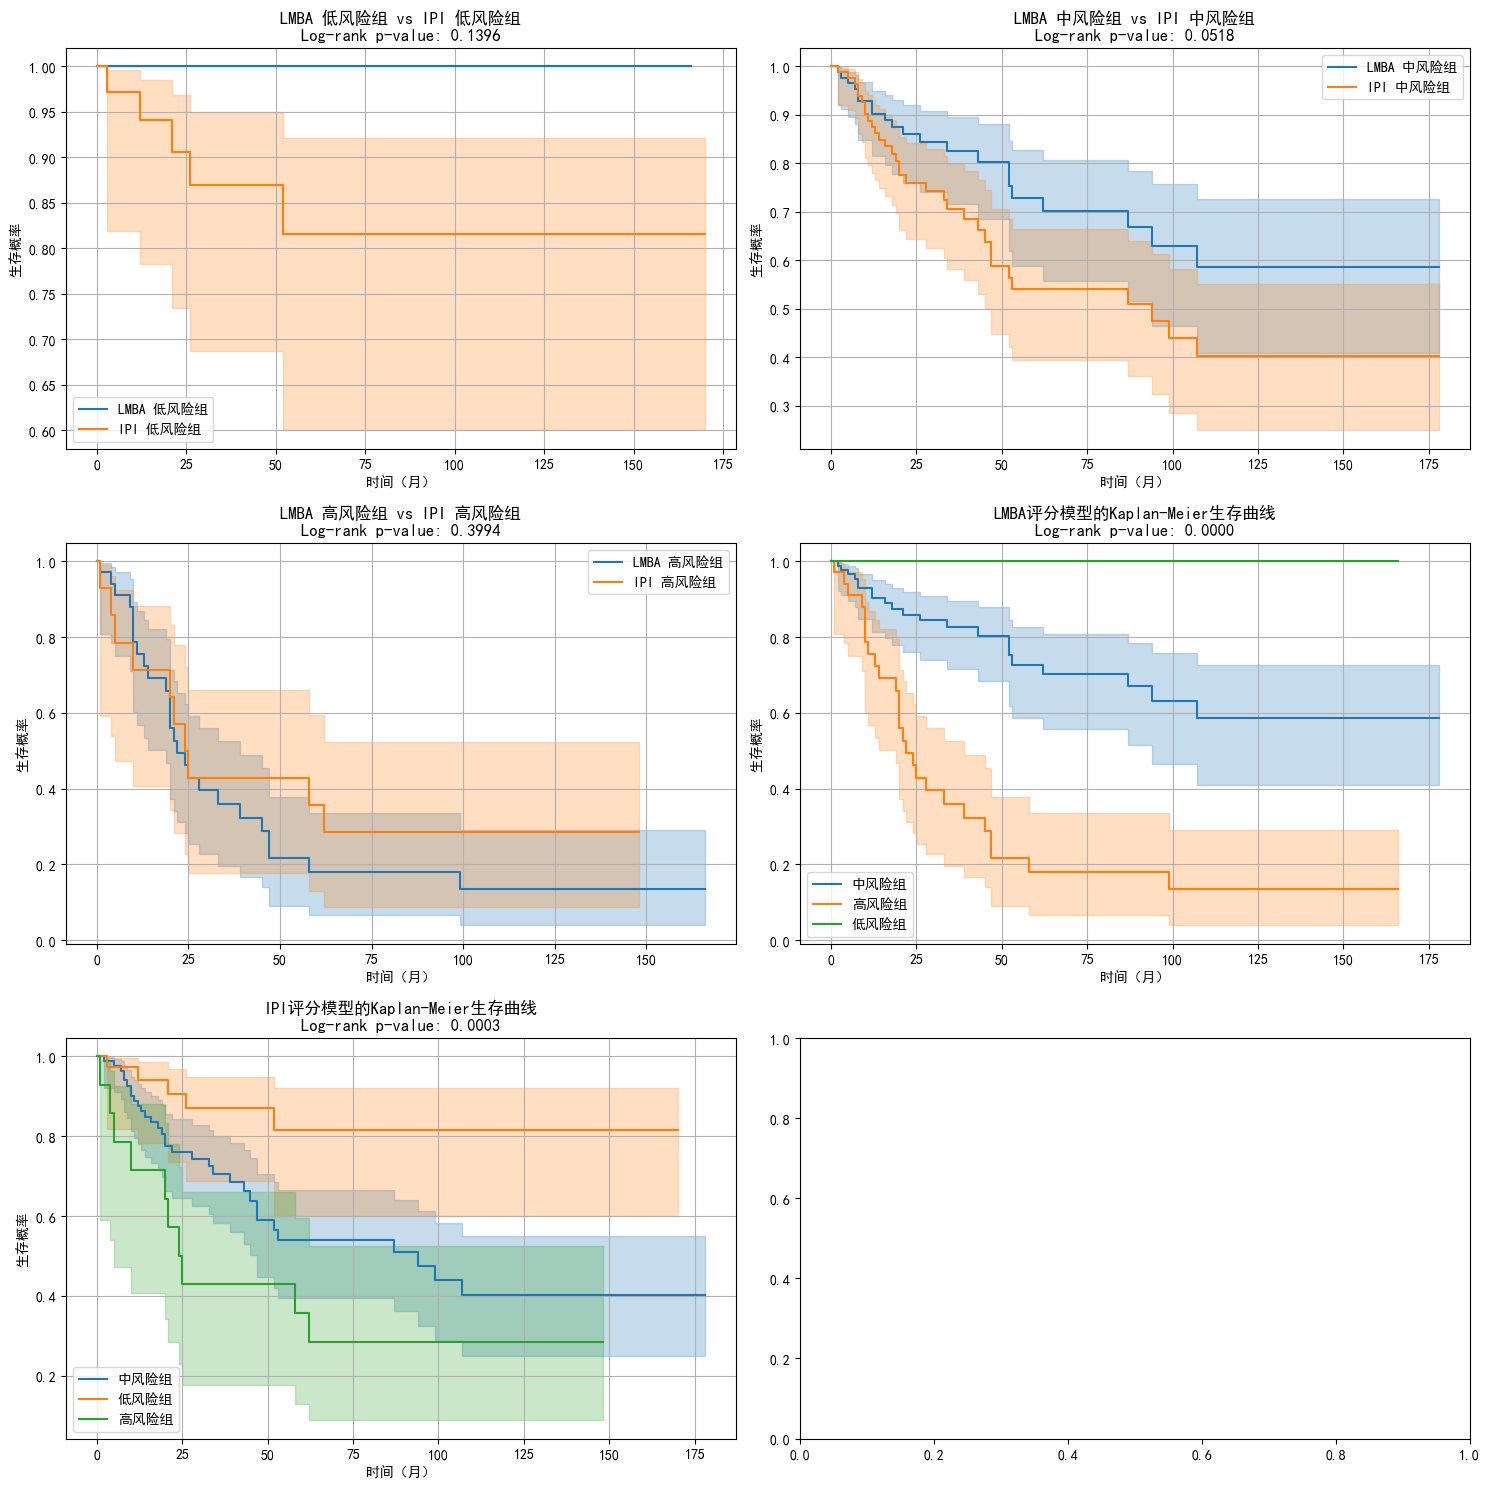 LMBA 低风险组 vs IPI 低风险组
Log-rank p-value: 0.1396
1.00
0.95
0.90
0.85
0.80
0.75
0.70
0.65
0.60
生存概率
LMBA 低风险组
IPI 低风险组
0 25 50 75 100 125 150 175
时间（月）
LMBA 中风险组 vs IPI 中风险组
Log-rank p-value: 0.0518
1.0
0.9
0.8
0.7
0.6
0.5
0.4
0.3
生存概率
LMBA 中风险组
IPI 中风险组
0 25 50 75 100 125 150 175
时间（月）
LMBA 高风险组 vs IPI 高风险组
Log-rank p-value: 0.3994
1.0
0.8
0.6
0.4
0.2
0.0
生存概率
LMBA 高风险组
IPI 高风险组
0 25 50 75 100 125 150
时间（月）
LMBA评分模型的Kaplan-Meier生存曲线
Log-rank p-value: 0.0000
1.0
0.8
0.6
0.4
0.2
0.0
生存概率
中风险组
高风险组
低风险组
0 25 50 75 100 125 150 175
时间（月）
IPI评分模型的Kaplan-Meier生存曲线
Log-rank p-value: 0.0003
1.0
0.8
0.6
0.4
0.2
生存概率
中风险组
低风险组
高风险组
0 25 50 75 100 125 150 175
时间（月）
1.0
0.8
0.6
0.4
0.2
0.0
0.0 0.2 0.4 0.6 0.8 1.0